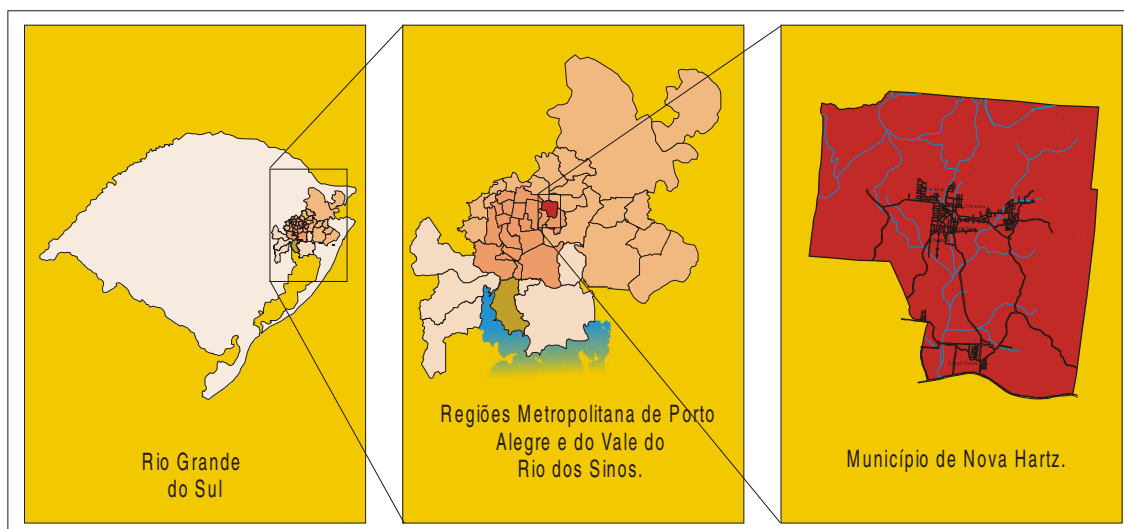 Rio Grande
do Sul
Regiões Metropolitana de Porto
Alegre e do Vale do
Rio dos Sinos.
Município de Nova Hartz.